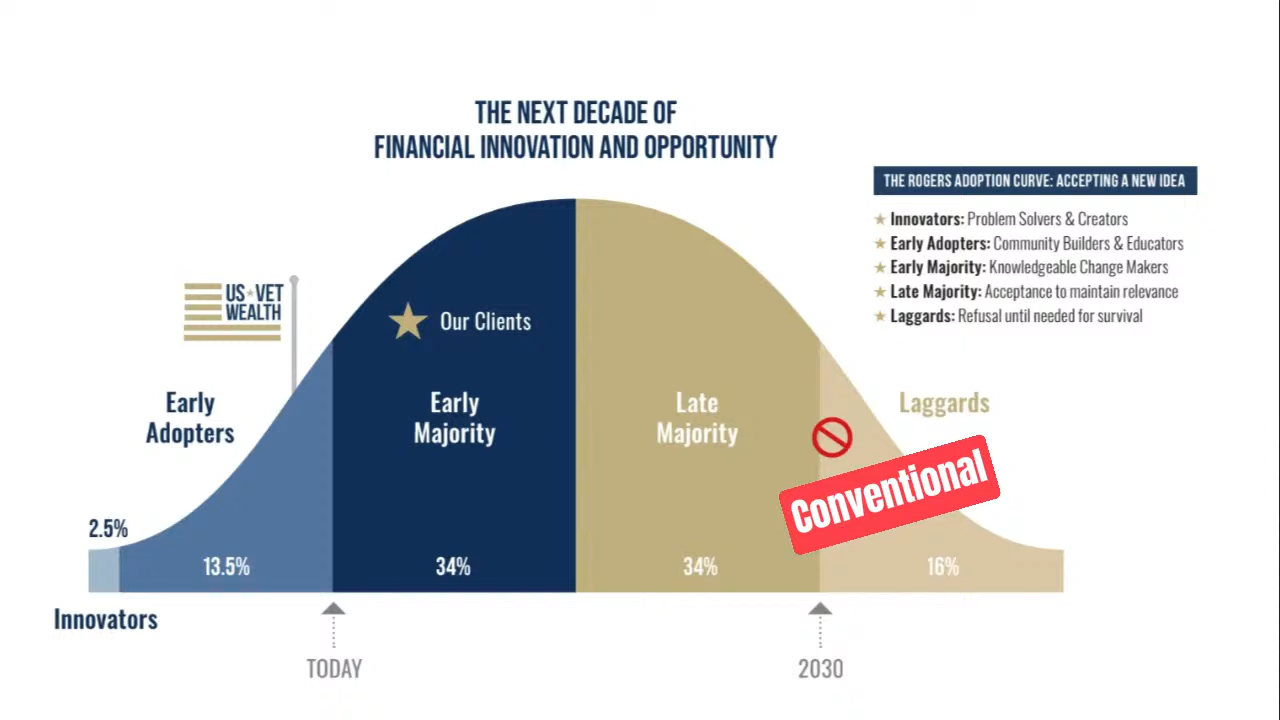 THE NEXT DECADE OF
FINANCIAL INNOVATION AND OPPORTUNITY
THE ROGERS ADOPTION CURVE: ACCEPTING A NEW IDEA
★ Innovators: Problem Solvers & Creators
★ Early Adopters: Community Builders & Educators
★ Early Majority: Knowledgeable Change Makers
★ Late Majority: Acceptance to maintain relevance
★ Laggards: Refusal until needed for survival
US★VET
WEALTH
Our Clients
Early
Adopters
Early
Majority
Late
Majority
Laggards
Conventional
2.5%
13.5%
34%
34%
16%
Innovators
TODAY
2030